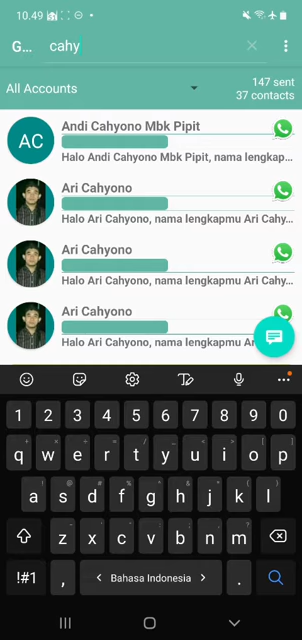 10.49
G... cahy
All Accounts
147 sent
37 contacts
AC
Andi Cahyono Mbk Pipit
Halo Andi Cahyono Mbk Pipit, nama lengkap...
Ari Cahyono
Halo Ari Cahyono, nama lengkapmu Ari Cahy...
Ari Cahyono
Halo Ari Cahyono, nama lengkapmu Ari Cahy...
Ari Cahyono
Halo Ari Cahyono, nama lengkapmu Ari
1 2 3 4 5 6 7 8 9 0
q w e r t y u i o p
a s d f g h j k l
z x c v b n m
!#1 , < Bahasa Indonesia > .